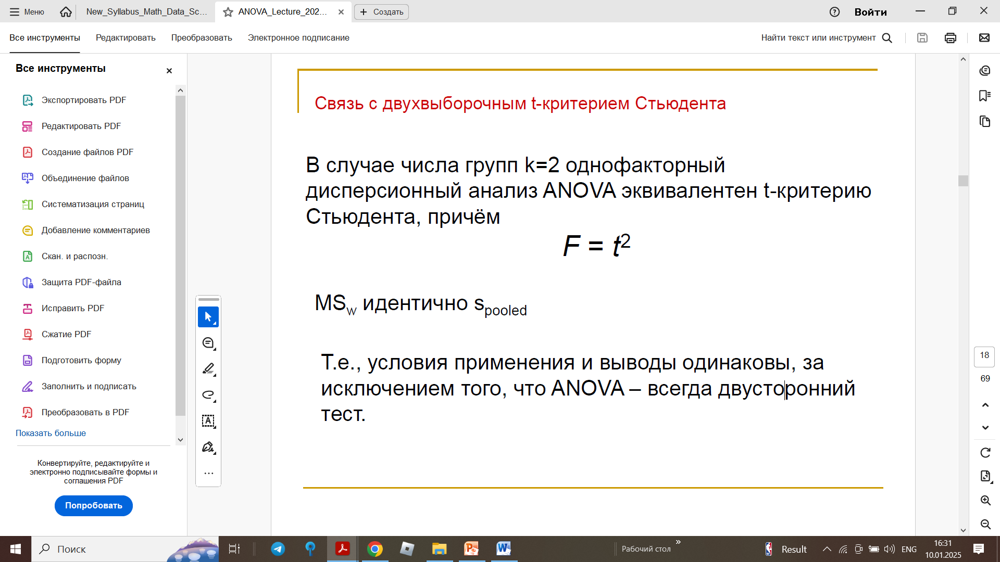 Меню
New_Syllabus_Math_Data_Sc...
ANOVA_Lecture_202...
Создать
Войти
Все инструменты
Редактировать
Преобразовать
Электронное подписание
Найти текст или инструмент
Все инструменты
Экспортировать PDF
Редактировать PDF
Создание файлов PDF
Объединение файлов
Систематизация страниц
Добавление комментариев
Скан. и распозн.
Защита PDF-файла
Исправить PDF
Сжатие PDF
Подготовить форму
Заполнить и подписать
Преобразовать в PDF
Показать больше
Конвертируйте, редактируйте и
электронно подписывайте формы и
соглашения PDF
Попробовать
Связь с двухвыборочным t-критерием Стьюдента
В случае числа групп k=2 однофакторный
дисперсионный анализ ANOVA эквивалентен t-критерию
Стьюдента, причём
F = t²
MSw идентично spooled
Т.е., условия применения и выводы одинаковы, за
исключением того, что ANOVA – всегда двусторонний
тест.
18
69
Поиск
Рабочий стол
Result
ENG
16:31
10.01.2025